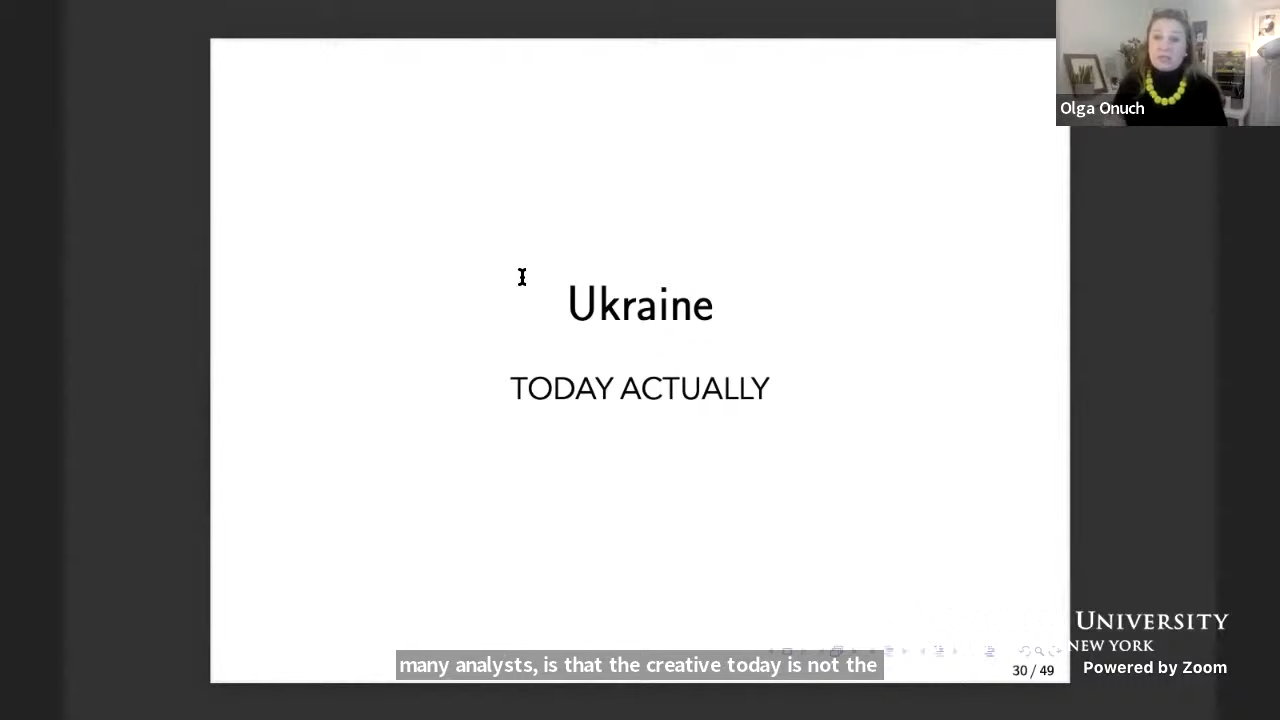 Olga Onuch
Ukraine
TODAY ACTUALLY
UNIVERSITY
NEW YORK
many analysts, is that the creative today is not the
30 / 49
Powered by Zoom